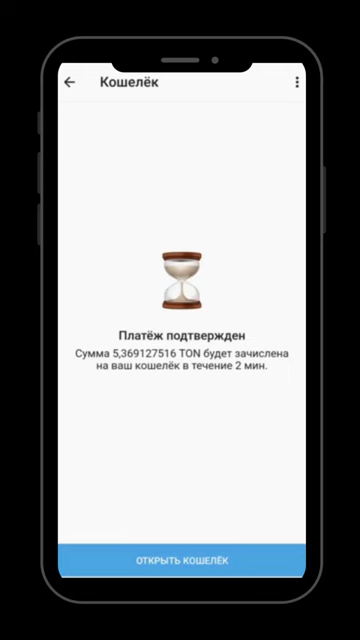 Кошелёк
Платёж подтвержден
Сумма 5,369127516 TON будет зачислена
на ваш кошелёк в течение 2 мин.
ОТКРЫТЬ КОШЕЛЁК